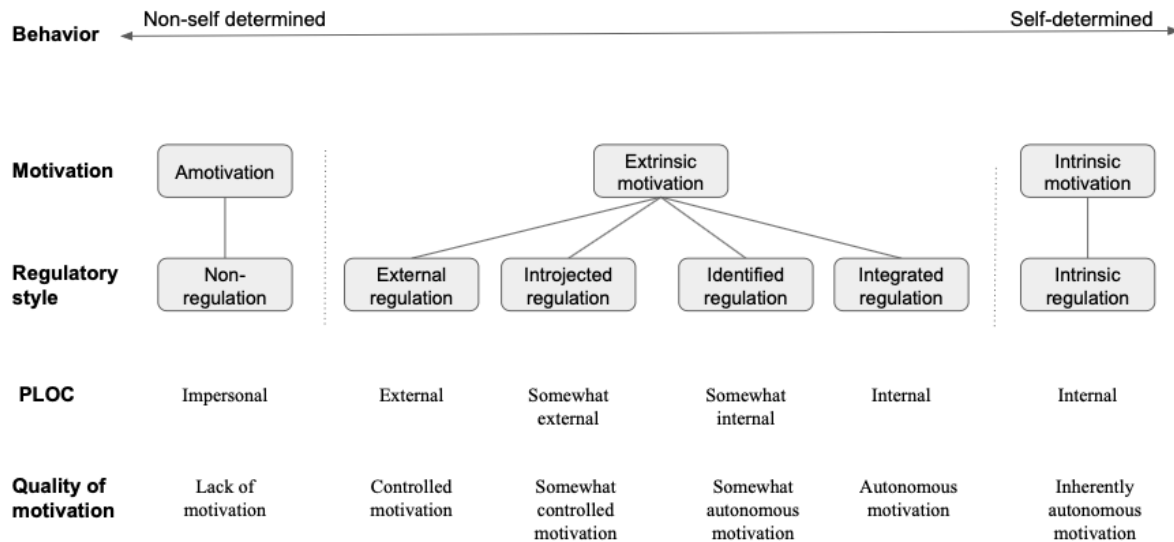 Non-self determined
Self-determined
Behavior
Motivation
Amotivation
Extrinsic
motivation
Intrinsic
motivation
Regulatory
style
Non-
regulation
External
regulation
Introjected
regulation
Identified
regulation
Integrated
regulation
Intrinsic
regulation
PLOC
Impersonal
External
Somewhat
external
Somewhat
internal
Internal
Internal
Quality of
motivation
Lack of
motivation
Controlled
motivation
Somewhat
controlled
motivation
Somewhat
autonomous
motivation
Autonomous
motivation
Inherently
autonomous
motivation